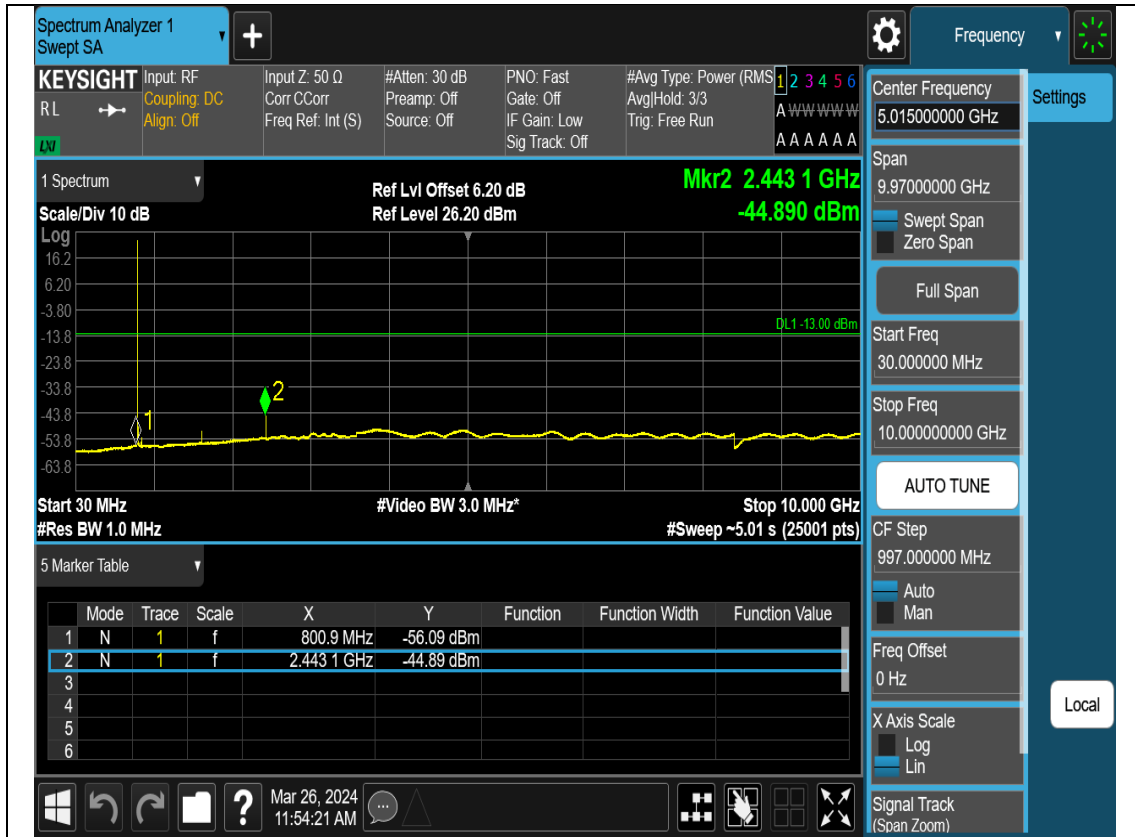 Spectrum Analyzer 1
Swept SA
Frequency
KEYSIGHT
R L
LXI
Input: RF
Coupling: DC
Align: Off
Input Z: 50 Ω
Corr CCorr
Freq Ref: Int (S)
#Atten: 30 dB
Preamp: Off
Source: Off
PNO: Fast
Gate: Off
IF Gain: Low
Sig Track: Off
#Avg Type: Power (RMS
Avg|Hold: 3/3
Trig: Free Run
1 2 3 4 5 6
A W W W W W
A A A A A A
1 Spectrum
Scale/Div 10 dB
Ref Lvl Offset 6.20 dB
Ref Level 26.20 dBm
Mkr2 2.443 1 GHz
-44.890 dBm
Log
16.2
6.20
-3.80
-13.8
-23.8
-33.8
-43.8
-53.8
-63.8
DL1 -13.00 dBm
1
2
Start 30 MHz
#Res BW 1.0 MHz
#Video BW 3.0 MHz*
Stop 10.000 GHz
#Sweep ~5.01 s (25001 pts)
5 Marker Table
Mode Trace Scale X Y Function Function Width Function Value
1 N 1 f 800.9 MHz -56.09 dBm
2 N 1 f 2.443 1 GHz -44.89 dBm
3
4
5
6
?
Mar 26, 2024
11:54:21 AM
Center Frequency
5.015000000 GHz
Settings
Span
9.97000000 GHz
Swept Span
Zero Span
Full Span
Start Freq
30.000000 MHz
Stop Freq
10.000000000 GHz
AUTO TUNE
CF Step
997.000000 MHz
Auto
Man
Freq Offset
0 Hz
Local
X Axis Scale
Log
Lin
Signal Track
(Span Zoom)